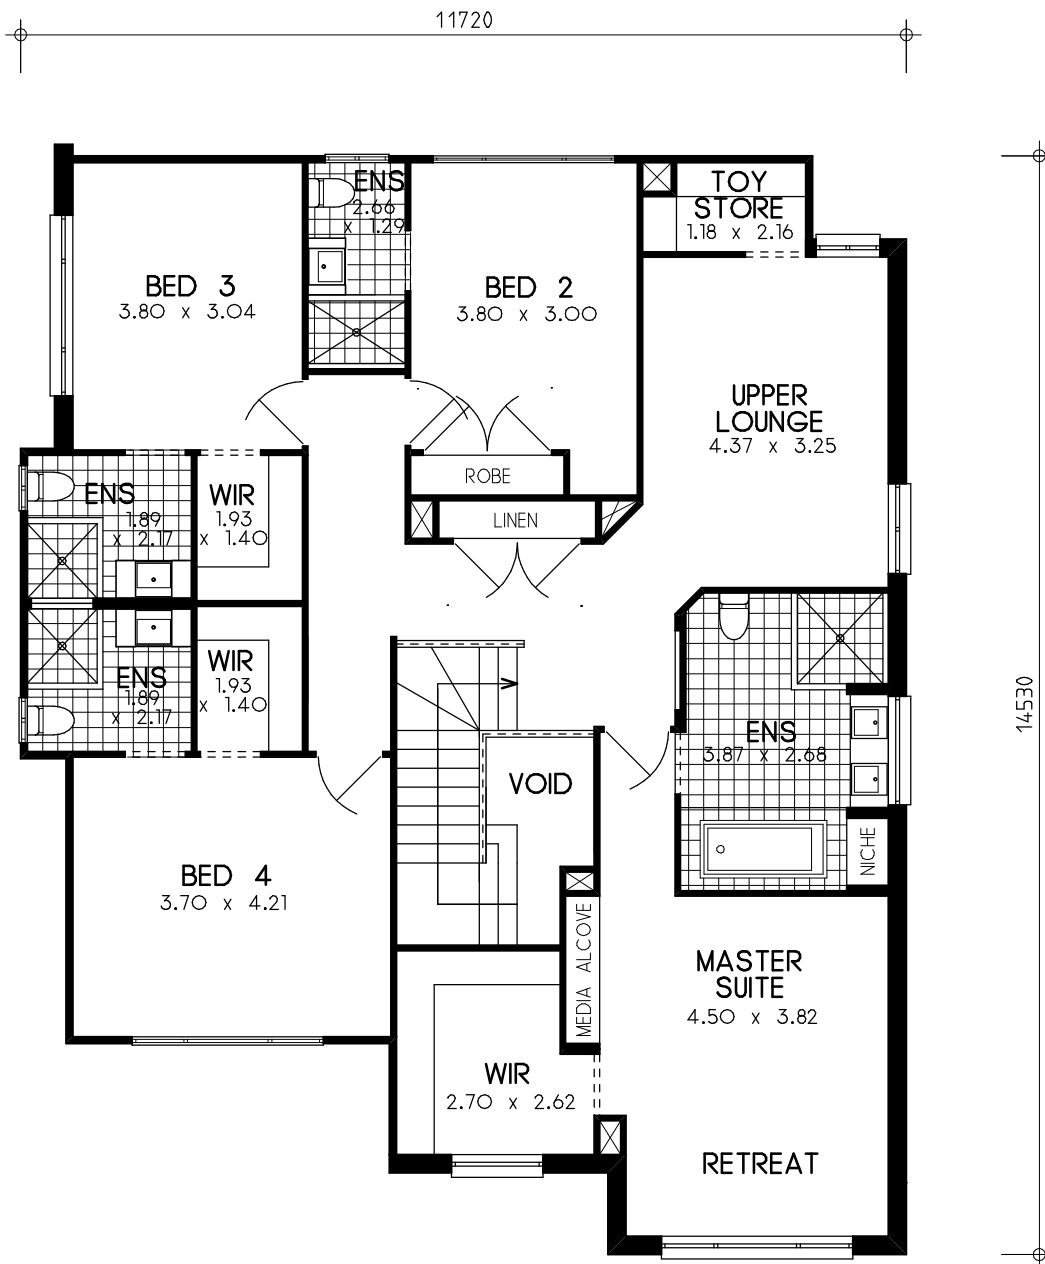 11720
ENS
2.66
x 1.29
TOY
STORE
1.18 x 2.16
BED 3
3.80 x 3.04
BED 2
3.80 x 3.00
UPPER
LOUNGE
4.37 x 3.25
ROBE
LINEN
ENS
1.89
x 2.17
WIR
1.93
x 1.40
ENS
1.89
x 2.17
WIR
1.93
x 1.40
14530
ENS
3.87 x 2.68
VOID
NICHE
BED 4
3.70 x 4.21
MEDIA ALCOVE
MASTER
SUITE
4.50 x 3.82
WIR
2.70 x 2.62
RETREAT